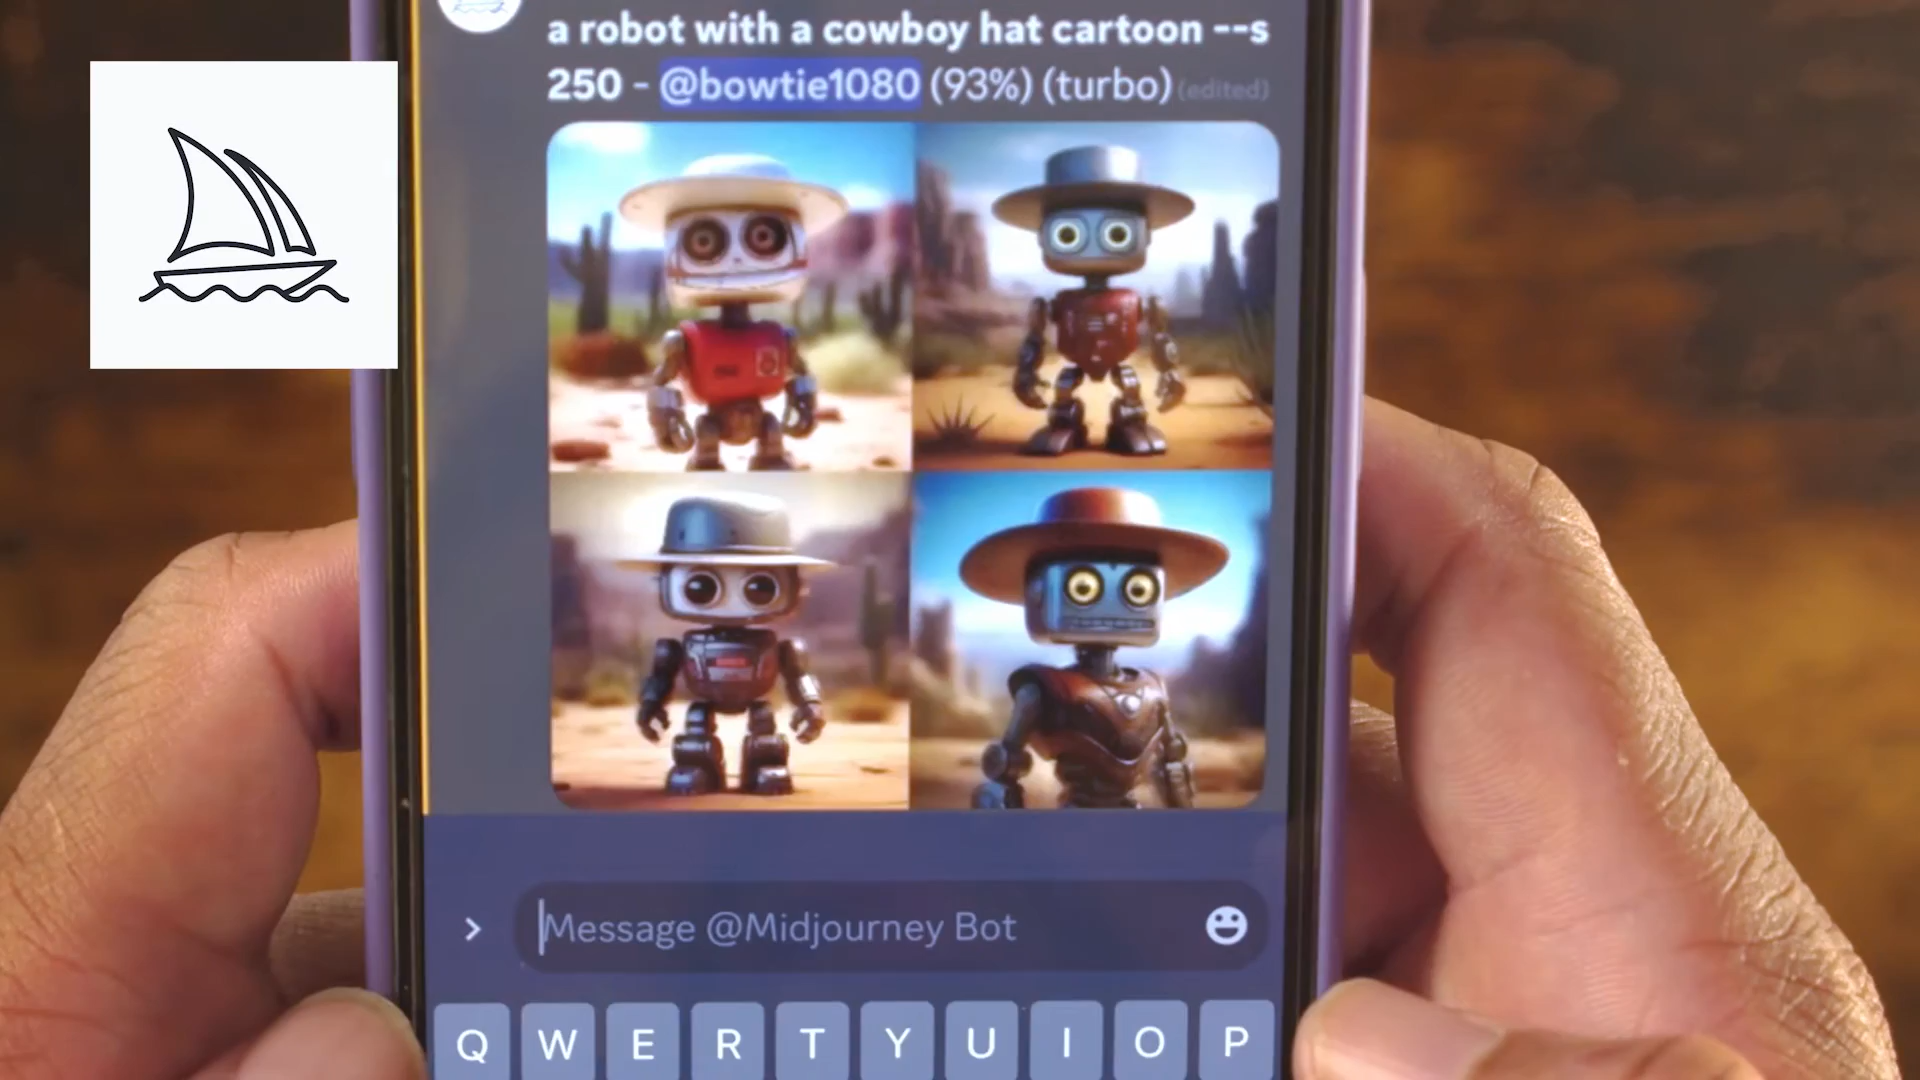 a robot with a cowboy hat cartoon --s
250 - @bowtie1080 (93%) (turbo) (edited)
Message @Midjourney Bot
Q W E R T Y U I O P